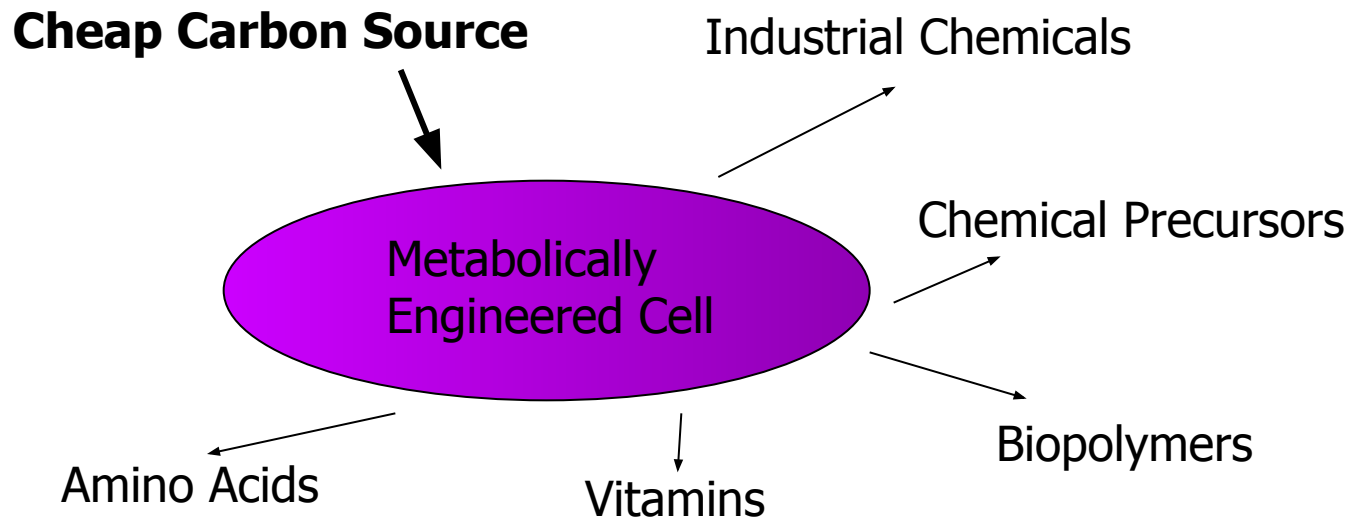 Cheap Carbon Source
Industrial Chemicals
Chemical Precursors
Metabolically
Engineered Cell
Biopolymers
Amino Acids
Vitamins